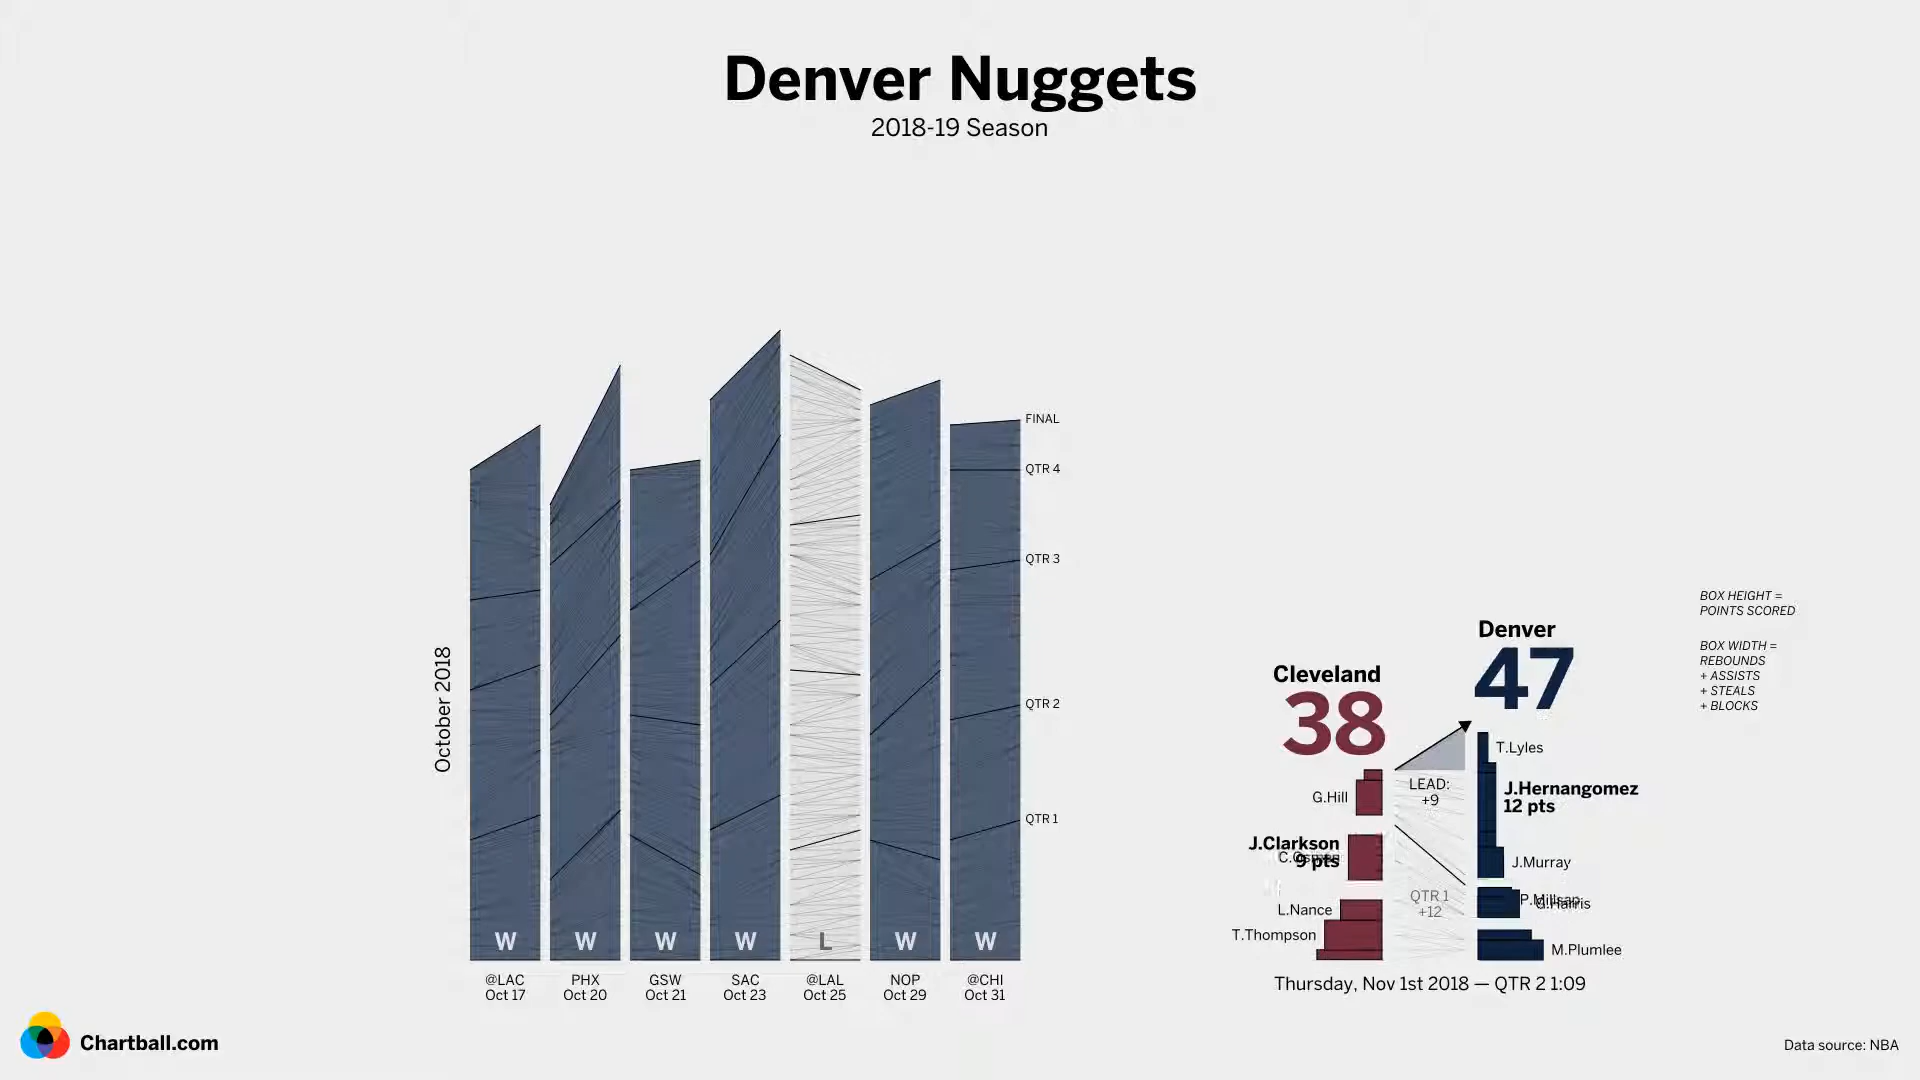 Denver Nuggets
2018-19 Season
October 2018
FINAL
QTR 4
QTR 3
QTR 2
QTR 1
W
W
W
W
L
W
W
@LAC
Oct 17
PHX
Oct 20
GSW
Oct 21
SAC
Oct 23
@LAL
Oct 25
NOP
Oct 29
@CHI
Oct 31
Cleveland
38
Denver
47
G.Hill
J.Clarkson
9 pts
L.Nance
T.Thompson
LEAD:
+9
QTR 1
+12
T.Lyles
J.Hernangomez
12 pts
J.Murray
P.Millsap
G.Harris
M.Plumlee
Thursday, Nov 1st 2018 — QTR 2 1:09
BOX HEIGHT =
POINTS SCORED
BOX WIDTH =
REBOUNDS
+ ASSISTS
+ STEALS
+ BLOCKS
Chartball.com
Data source: NBA